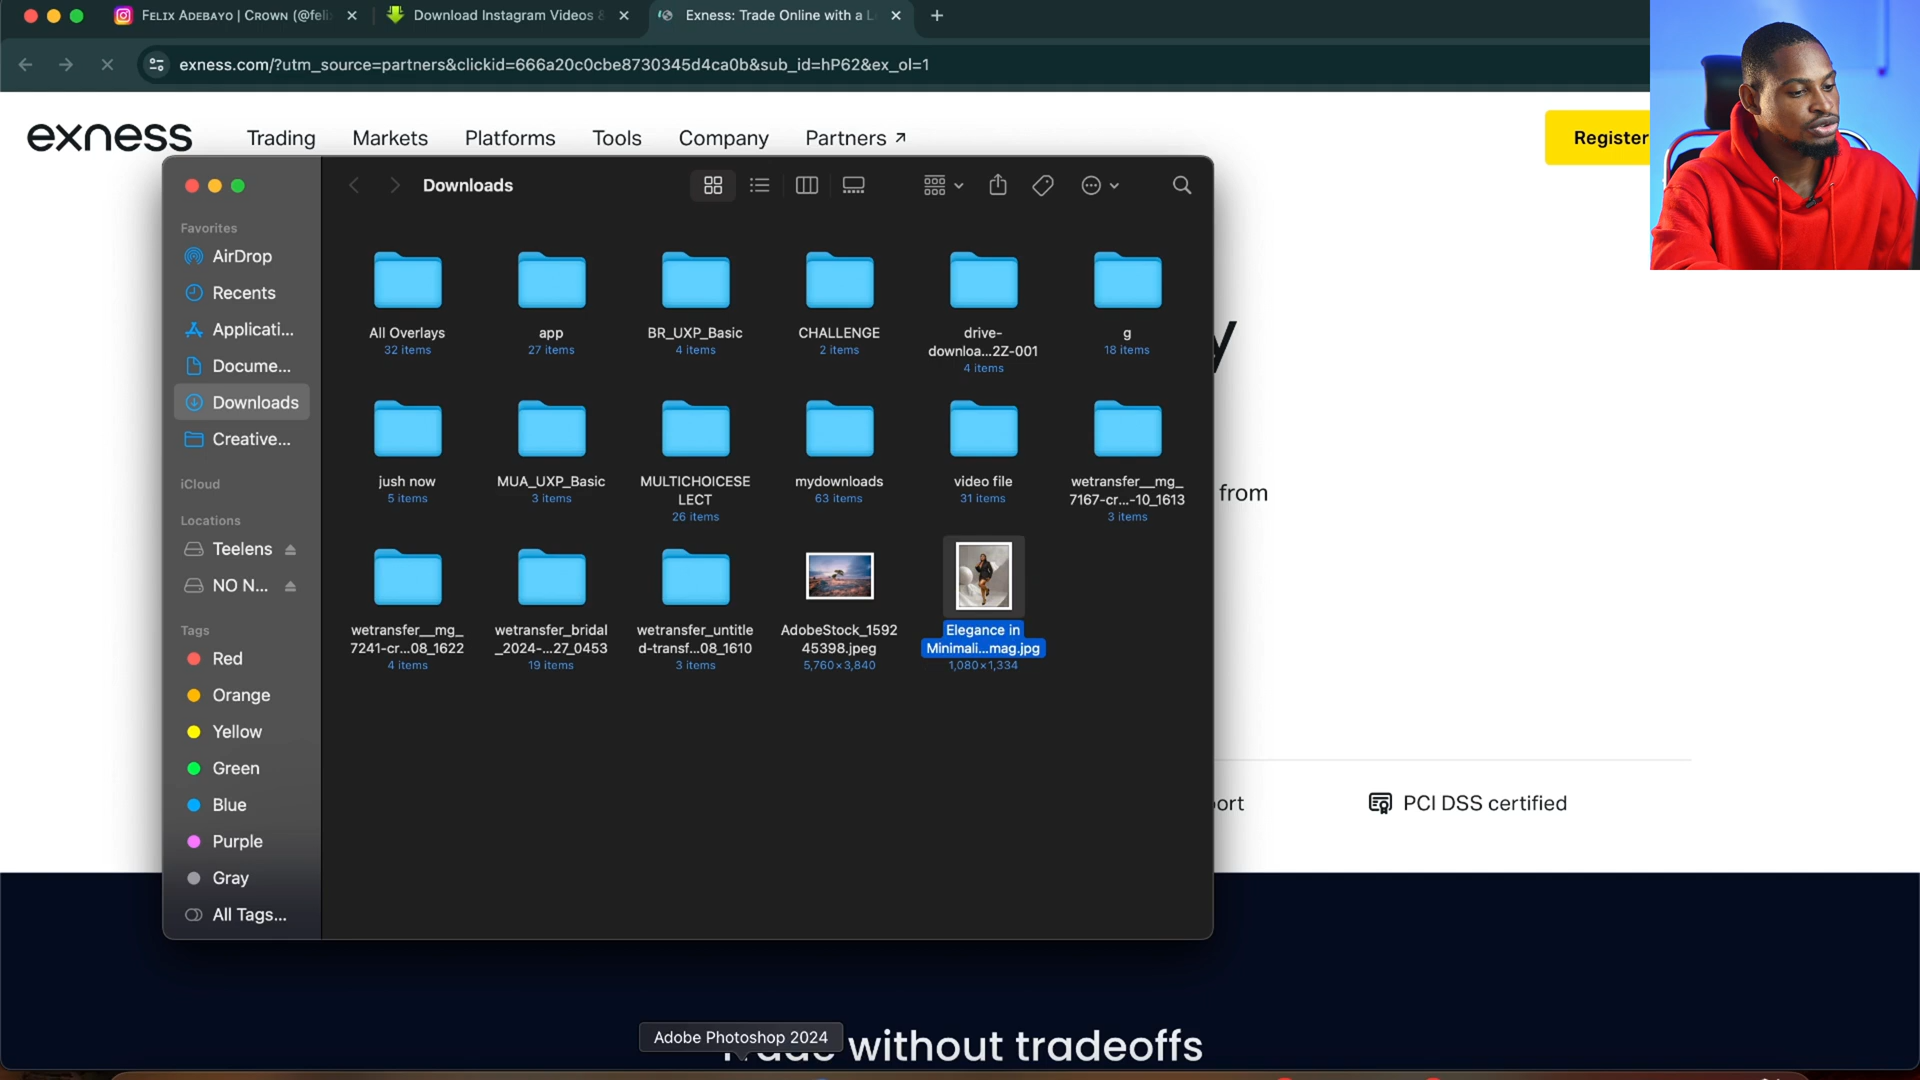 FELIX ADEBAYO | CROWN (@feli
Download Instagram Videos &
Exness: Trade Online with a L
exness.com/?utm_source=partners&clickid=666a20c0cbe8730345d4ca0b&sub_id=hP62&ex_ol=1
exness
Trading
Markets
Platforms
Tools
Company
Partners ↗
Register
Downloads
Favorites
AirDrop
Recents
Applicati...
Docume...
Downloads
Creative...
iCloud
Locations
Teelens
NO N...
Tags
Red
Orange
Yellow
Green
Blue
Purple
Gray
All Tags...
All Overlays
32 items
app
27 items
BR_UXP_Basic
4 items
CHALLENGE
2 items
drive-
downloa...2Z-001
4 items
g
18 items
jush now
5 items
MUA_UXP_Basic
3 items
MULTICHOICESE
LECT
26 items
mydownloads
63 items
video file
31 items
wetransfer__mg_
7167-cr...-10_1613
3 items
wetransfer__mg_
7241-cr...08_1622
4 items
wetransfer_bridal
_2024-...27_0453
19 items
wetransfer_untitle
d-transf...08_1610
3 items
AdobeStock_1592
45398.jpeg
5,760×3,840
Elegance in
Minimali...mag.jpg
1,080×1,334
y
from
ort
PCI DSS certified
Adobe Photoshop 2024
Trade without tradeoffs